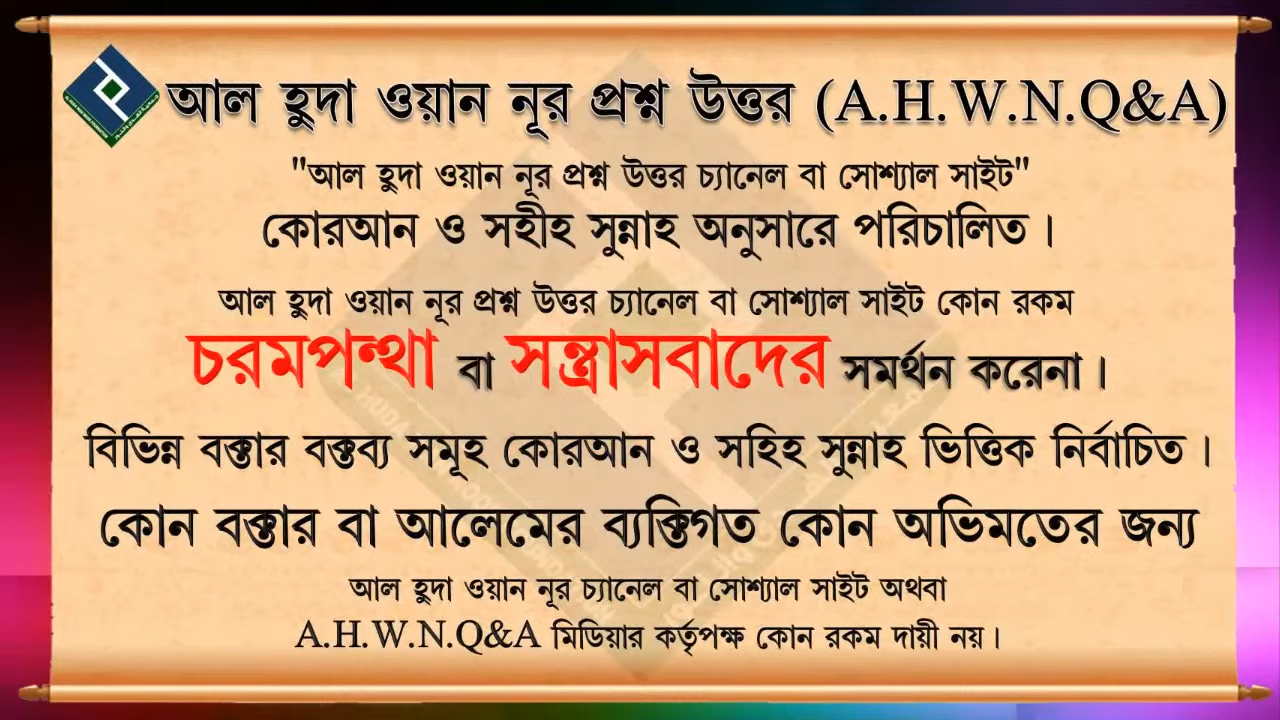 আল হুদা ওয়ান নূর প্রশ্ন উত্তর (A.H.W.N.Q&A)
"আল হুদা ওয়ান নূর প্রশ্ন উত্তর চ্যানেল বা সোশ্যাল সাইট"
কোরআন ও সহীহ সুন্নাহ অনুসারে পরিচালিত।
আল হুদা ওয়ান নূর প্রশ্ন উত্তর চ্যানেল বা সোশ্যাল সাইট কোন রকম
চরমপন্থা বা সন্ত্রাসবাদের সমর্থন করেনা।
বিভিন্ন বক্তার বক্তব্য সমূহ কোরআন ও সহিহ সুন্নাহ ভিত্তিক নির্বাচিত।
কোন বক্তার বা আলেমের ব্যক্তিগত কোন অভিমতের জন্য
আল হুদা ওয়ান নূর চ্যানেল বা সোশ্যাল সাইট অথবা
A.H.W.N.Q&A মিডিয়ার কর্তৃপক্ষ কোন রকম দায়ী নয়।